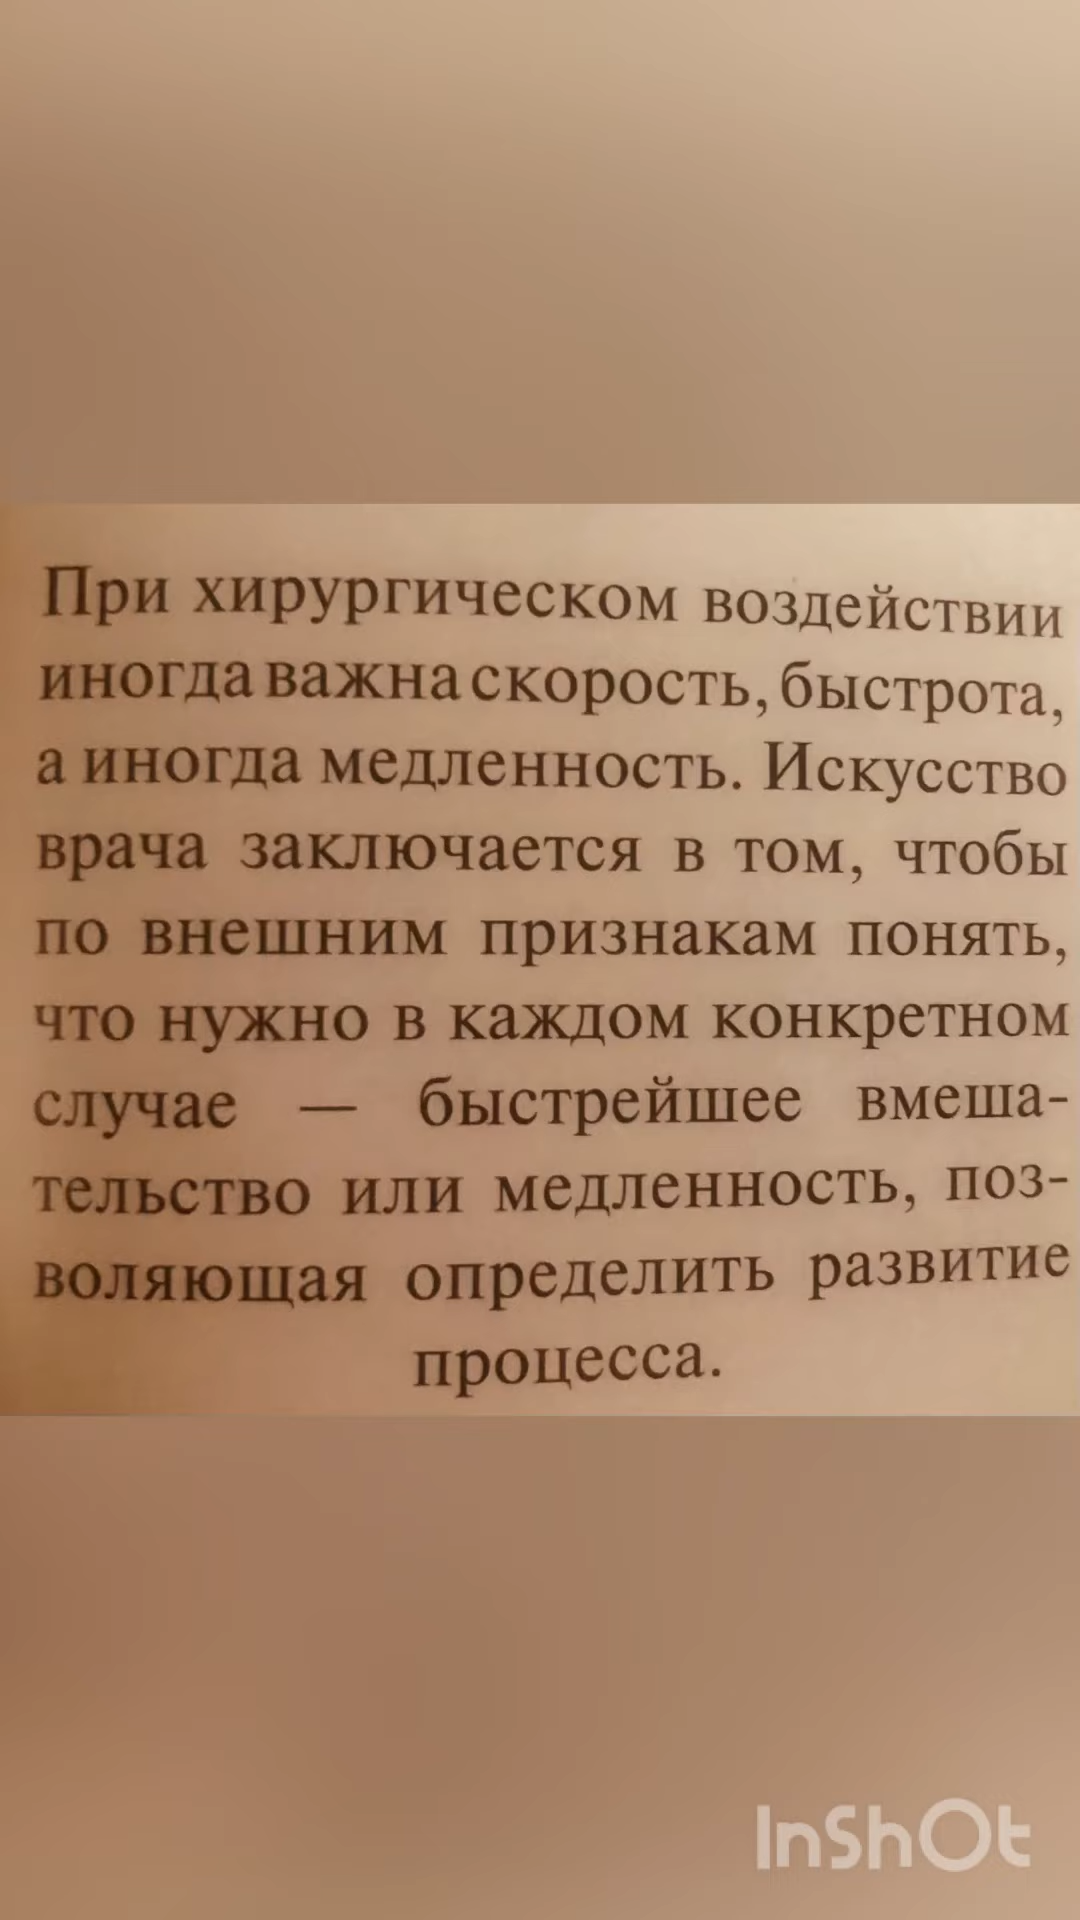 При хирургическом воздействии
иногда важна скорость, быстрота,
а иногда медленность. Искусство
врача заключается в том, чтобы
по внешним признакам понять,
что нужно в каждом конкретном
случае — быстрейшее вмеша-
тельство или медленность, поз-
воляющая определить развитие
процесса.
InShOt